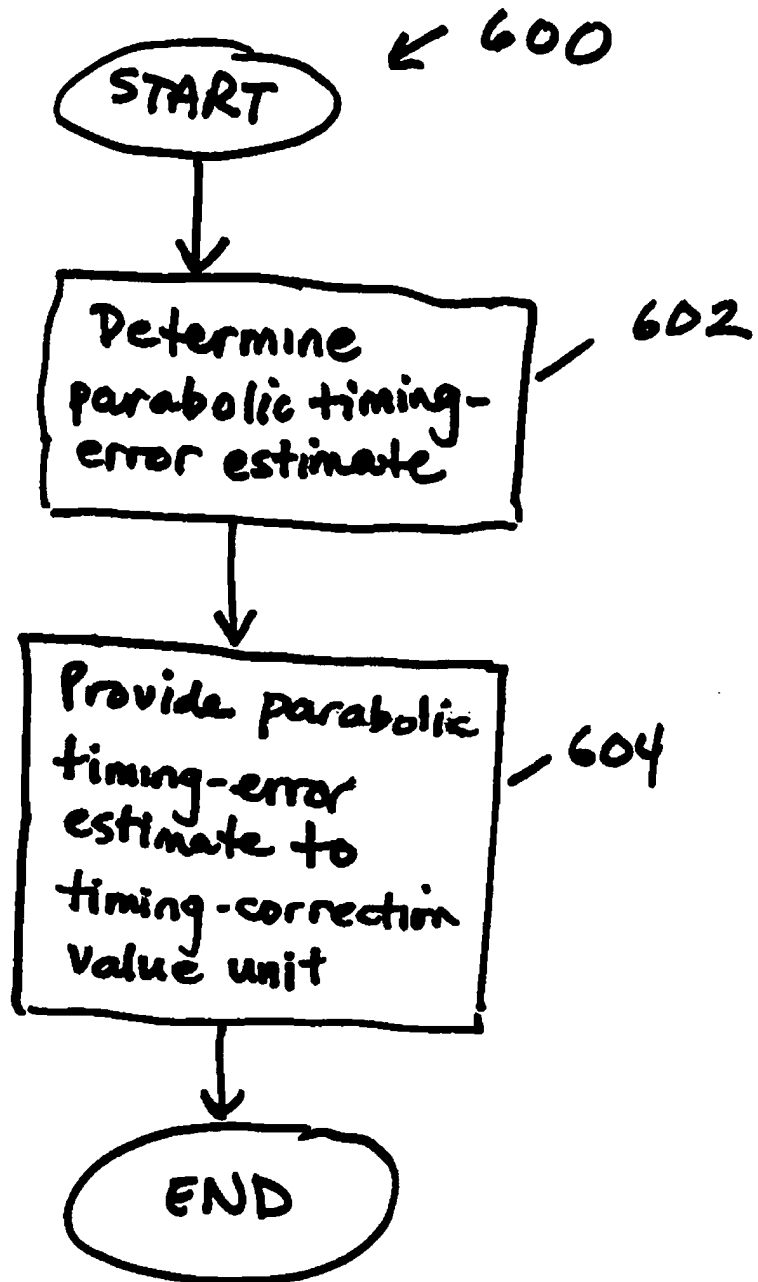 600
START
602
Determine
parabolic timing-
error estimate
604
Provide parabolic
timing-error
estimate to
timing-correction
value unit
END